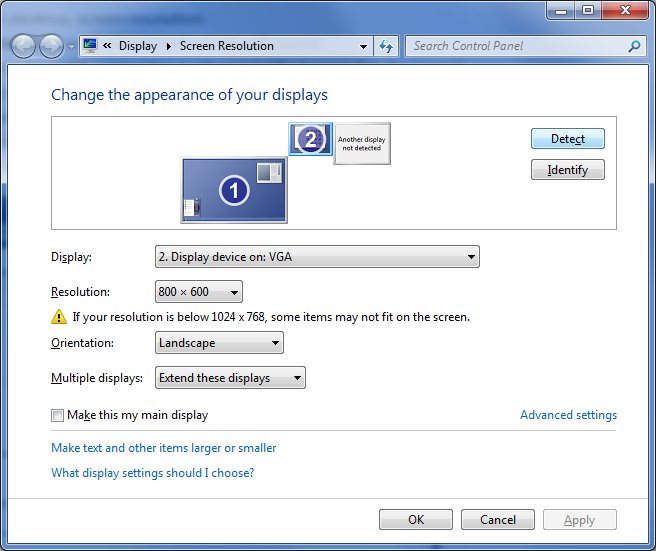 « Display ▸ Screen Resolution
Search Control Panel
Change the appearance of your displays
2
Another display
not detected
1
Detect
Identify
Display:
2. Display device on: VGA
Resolution:
800 × 600
If your resolution is below 1024 x 768, some items may not fit on the screen.
Orientation:
Landscape
Multiple displays:
Extend these displays
Make this my main display
Advanced settings
Make text and other items larger or smaller
What display settings should I choose?
OK
Cancel
Apply